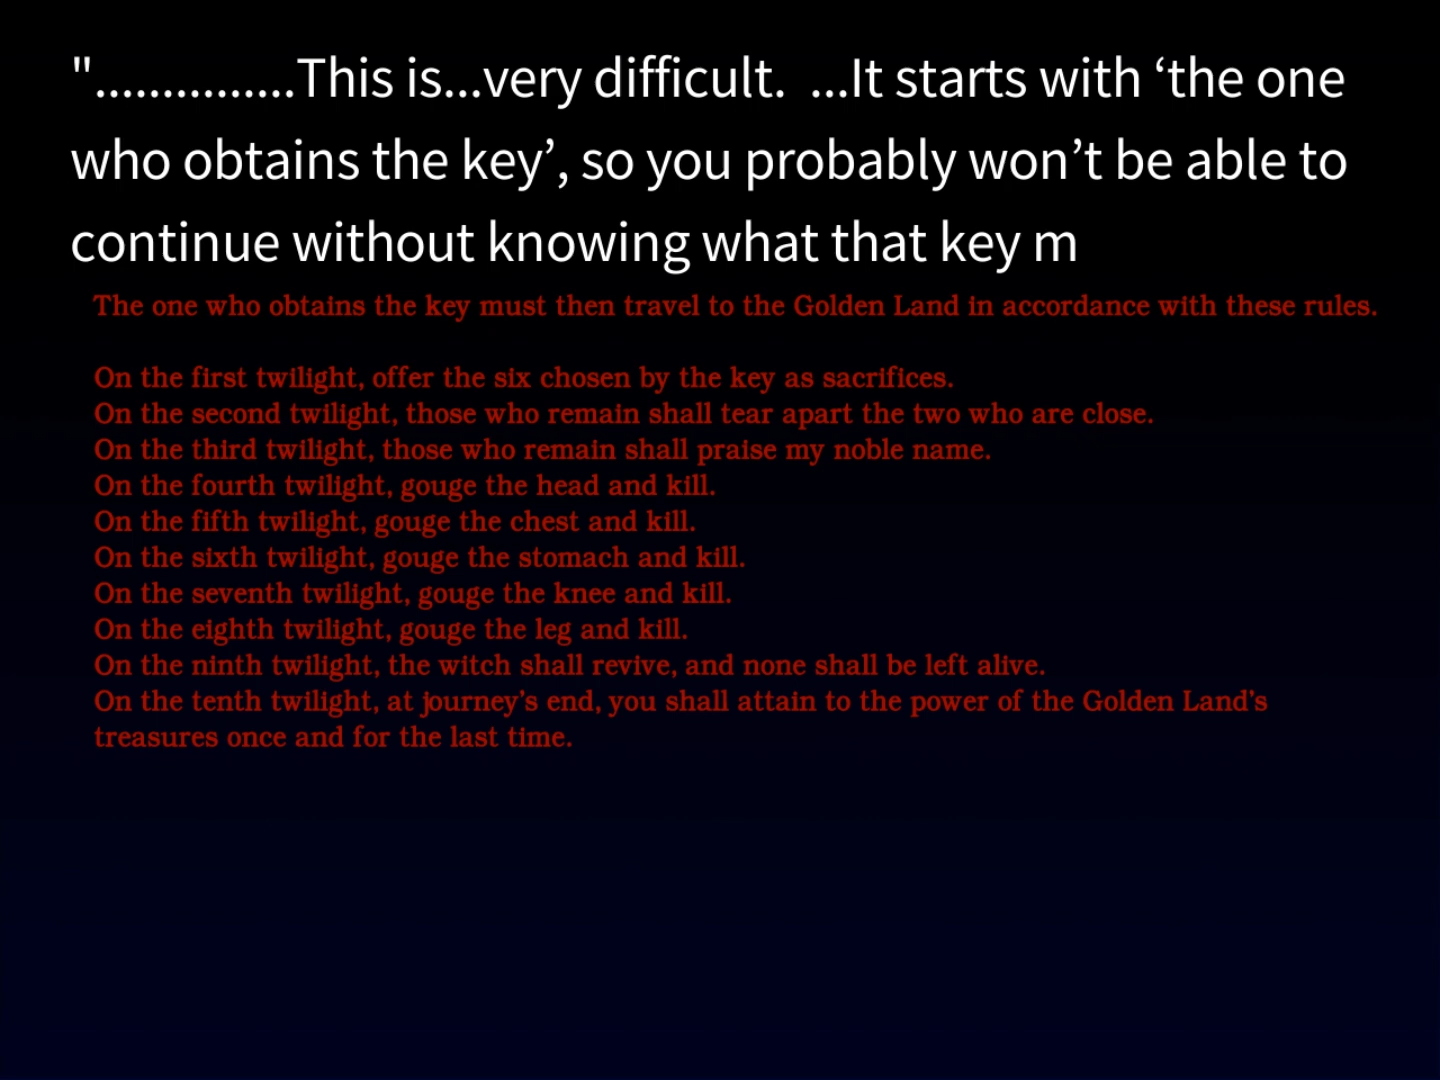 "...............This is...very difficult.  ...It starts with ‘the one
who obtains the key’, so you probably won’t be able to
continue without knowing what that key m
The one who obtains the key must then travel to the Golden Land in accordance with these rules.
On the first twilight, offer the six chosen by the key as sacrifices.
On the second twilight, those who remain shall tear apart the two who are close.
On the third twilight, those who remain shall praise my noble name.
On the fourth twilight, gouge the head and kill.
On the fifth twilight, gouge the chest and kill.
On the sixth twilight, gouge the stomach and kill.
On the seventh twilight, gouge the knee and kill.
On the eighth twilight, gouge the leg and kill.
On the ninth twilight, the witch shall revive, and none shall be left alive.
On the tenth twilight, at journey’s end, you shall attain to the power of the Golden Land’s
treasures once and for the last time.